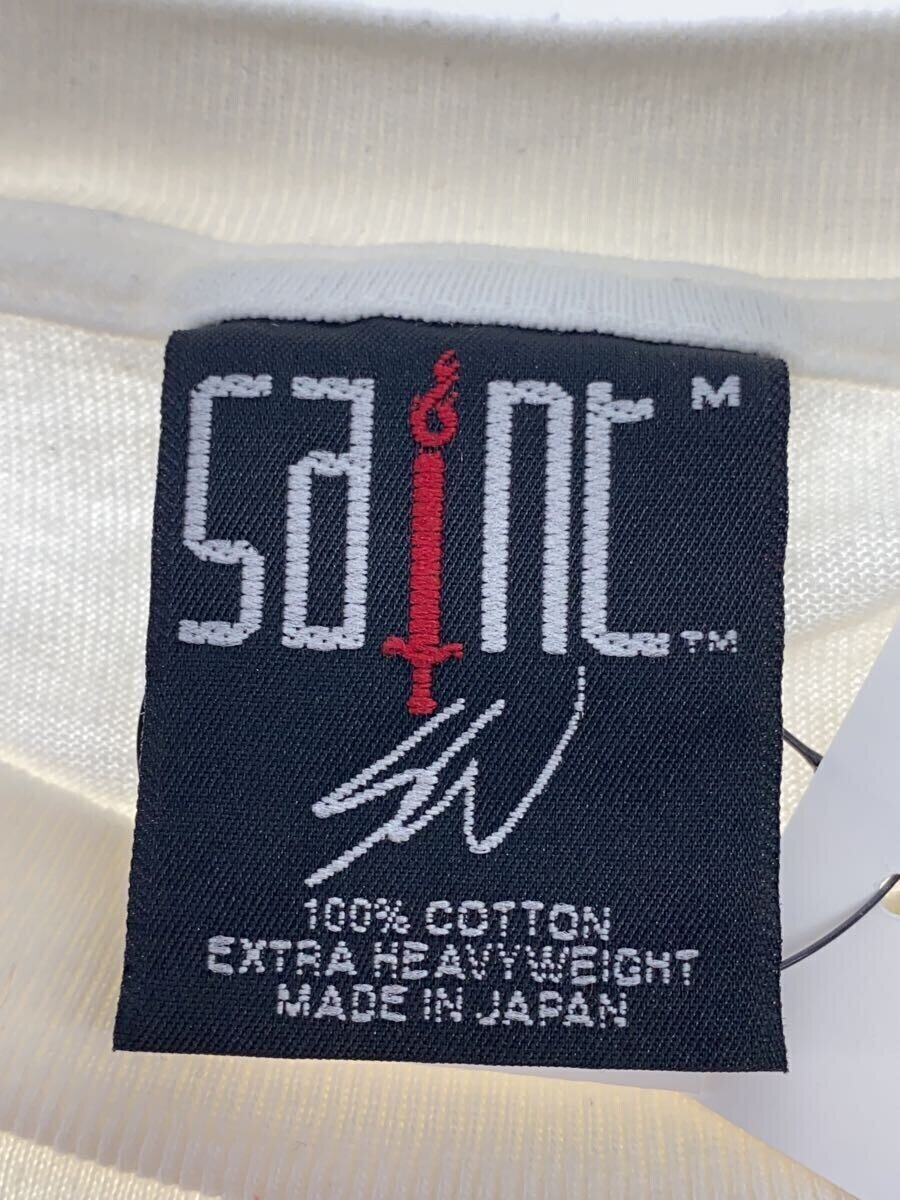 saint M
™
100% COTTON
EXTRA HEAVYWEIGHT
MADE IN JAPAN